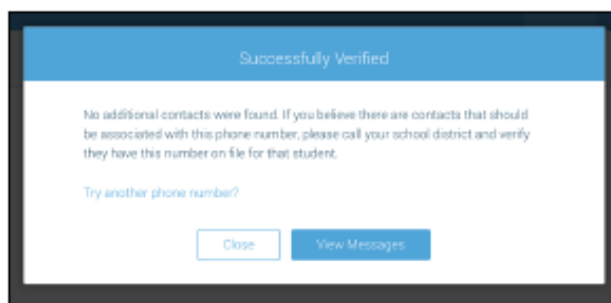 Successfully Verified
No additional contacts were found. If you believe there are contacts that should
be associated with this phone number, please call your school district and verify
they have this number on file for that student.
Try another phone number?
Close
View Messages